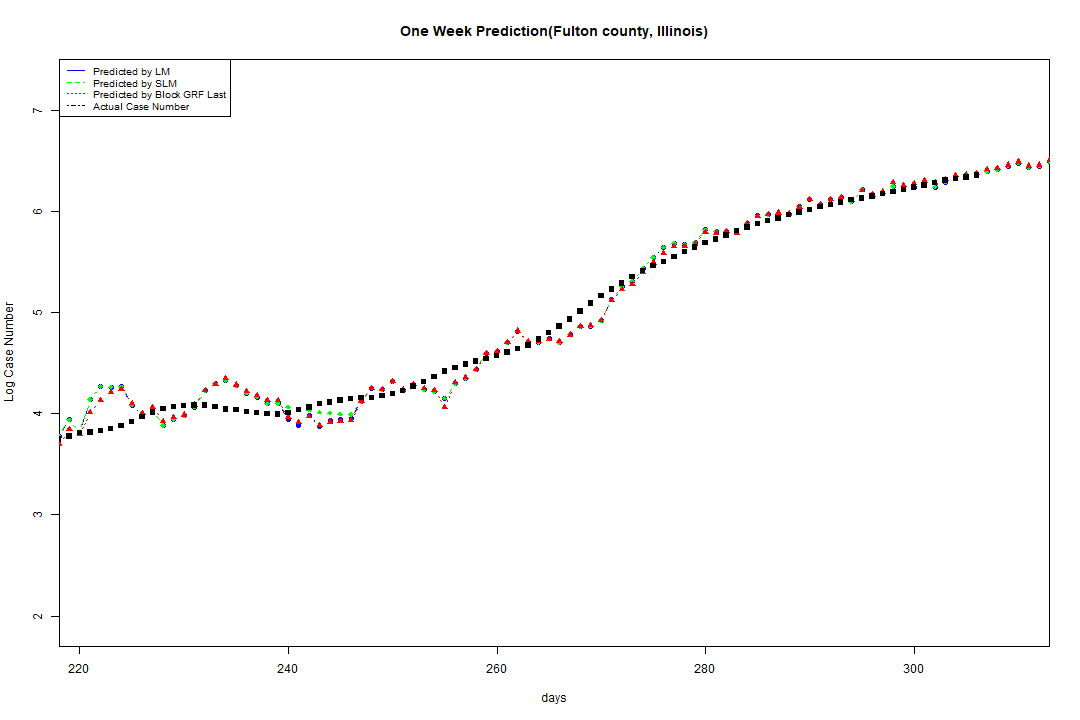 One Week Prediction(Fulton county, Illinois)
Predicted by LM
Predicted by SLM
Predicted by Block GRF Last
Actual Case Number
7
6
5
4
3
2
Log Case Number
220 240 260 280 300
days